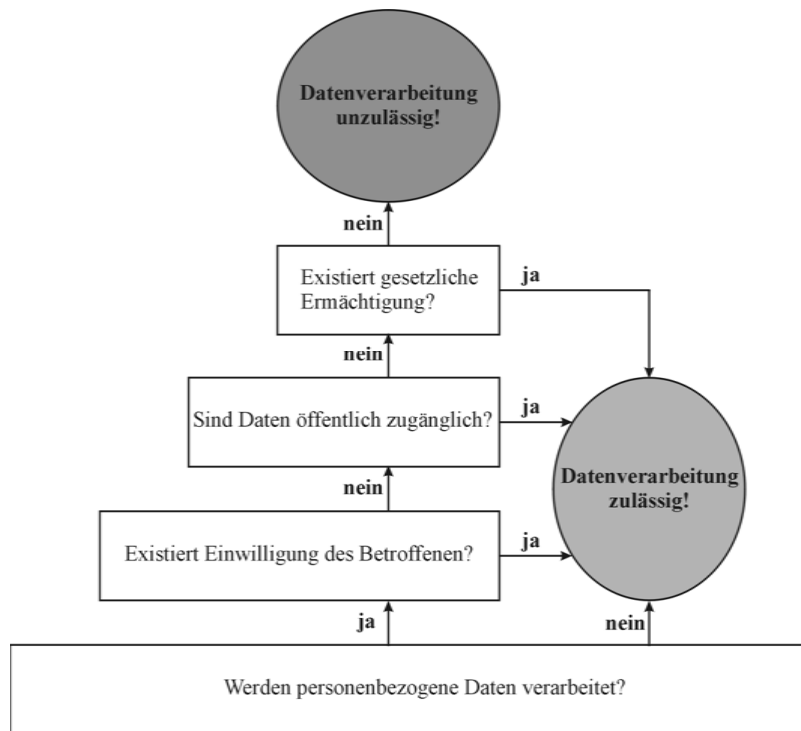 Datenverarbeitung
unzulässig!
nein
Existiert gesetzliche
Ermächtigung?
ja
nein
Sind Daten öffentlich zugänglich?
ja
Datenverarbeitung
zulässig!
nein
Existiert Einwilligung des Betroffenen?
ja
ja
nein
Werden personenbezogene Daten verarbeitet?